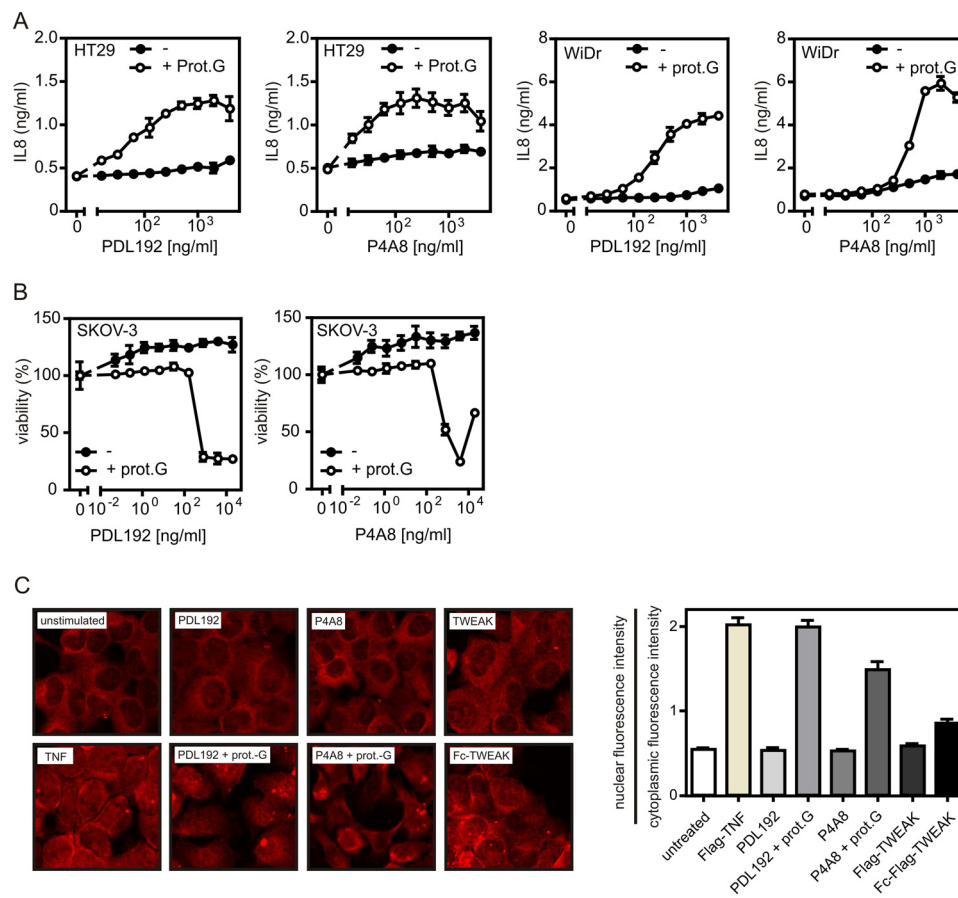 A
HT29
-
+ Prot.G
IL8 (ng/ml)
2.0
1.5
1.0
0.5
0.0
0 10² 10³
PDL192 [ng/ml]
HT29
-
+ Prot.G
IL8 (ng/ml)
2.0
1.5
1.0
0.5
0.0
0 10² 10³
P4A8 [ng/ml]
WiDr
-
+ prot.G
IL8 (ng/ml)
8
6
4
2
0
0 10² 10³
PDL192 [ng/ml]
WiDr
-
+ prot.G
IL8 (ng/ml)
8
6
4
2
0
0 10² 10³
P4A8 [ng/ml]
B
SKOV-3
-
+ prot.G
viability (%)
150
100
50
0
0 10⁻² 10⁰ 10² 10⁴
PDL192 [ng/ml]
SKOV-3
-
+ prot.G
viability (%)
150
100
50
0
0 10⁻² 10⁰ 10² 10⁴
P4A8 [ng/ml]
C
unstimulated
PDL192
P4A8
TWEAK
TNF
PDL192 + prot.-G
P4A8 + prot.-G
Fc-TWEAK
nuclear fluorescence intensity
cytoplasmic fluorescence intensity
2
1
0
untreated
Flag-TNF
PDL192
PDL192 + prot.G
P4A8
P4A8 + prot.G
Flag-TWEAK
Fc-Flag-TWEAK